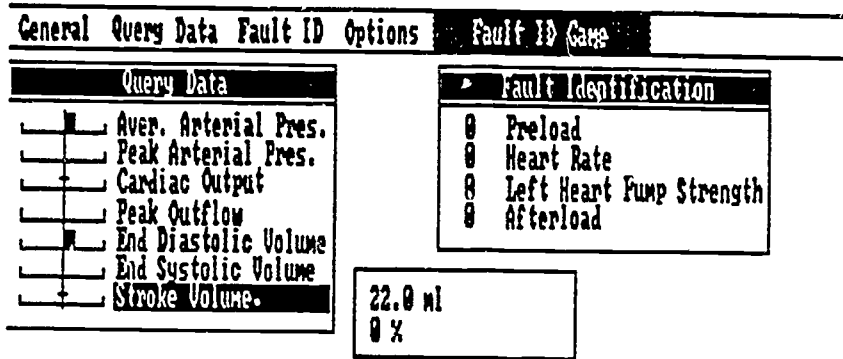 General Query Data Fault ID Options Fault ID Game
Query Data
Aver. Arterial Pres.
Peak Arterial Pres.
Cardiac Output
Peak Outflow
End Diastolic Volume
End Systolic Volume
Stroke Volume.
Fault Identification
0 Preload
0 Heart Rate
0 Left Heart Pump Strength
0 Afterload
22.0 ml
0 %